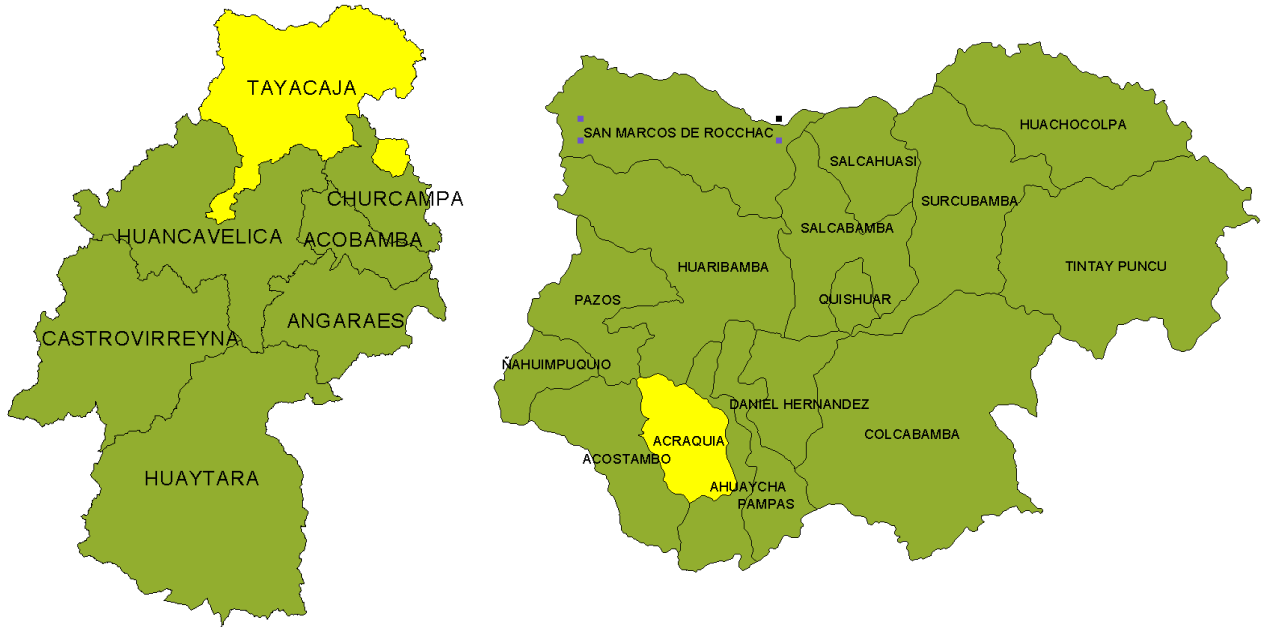 TAYACAJA
CHURCAMPA
HUANCAVELICA
ACOBAMBA
ANGARAES
CASTROVIRREYNA
HUAYTARA
HUACHOCOLPA
SAN MARCOS DE ROCCHAC
SALCAHUASI
SURCUBAMBA
SALCABAMBA
HUARIBAMBA
TINTAY PUNCU
PAZOS
QUISHUAR
ÑAHUIMPUQUIO
DANIEL HERNANDEZ
COLCABAMBA
ACRAQUIA
ACOSTAMBO
AHUAYCHA
PAMPAS